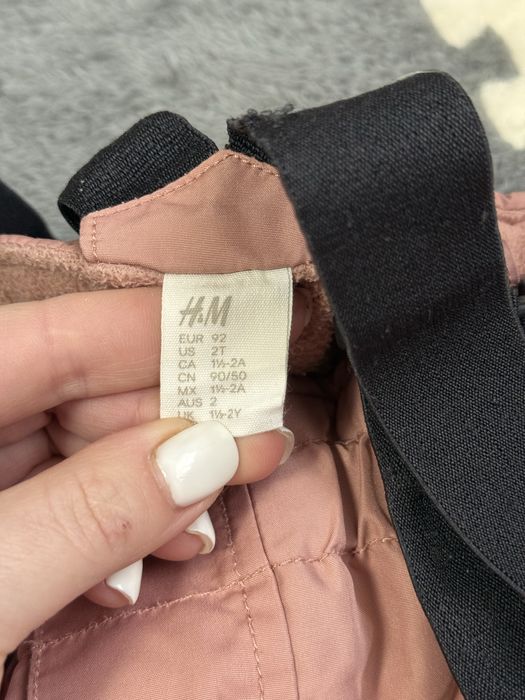 H&M
EUR 92
US 2T
CA 1½-2A
CN 90/50
MX 1½-2A
AUS 2
UK 1½-2Y